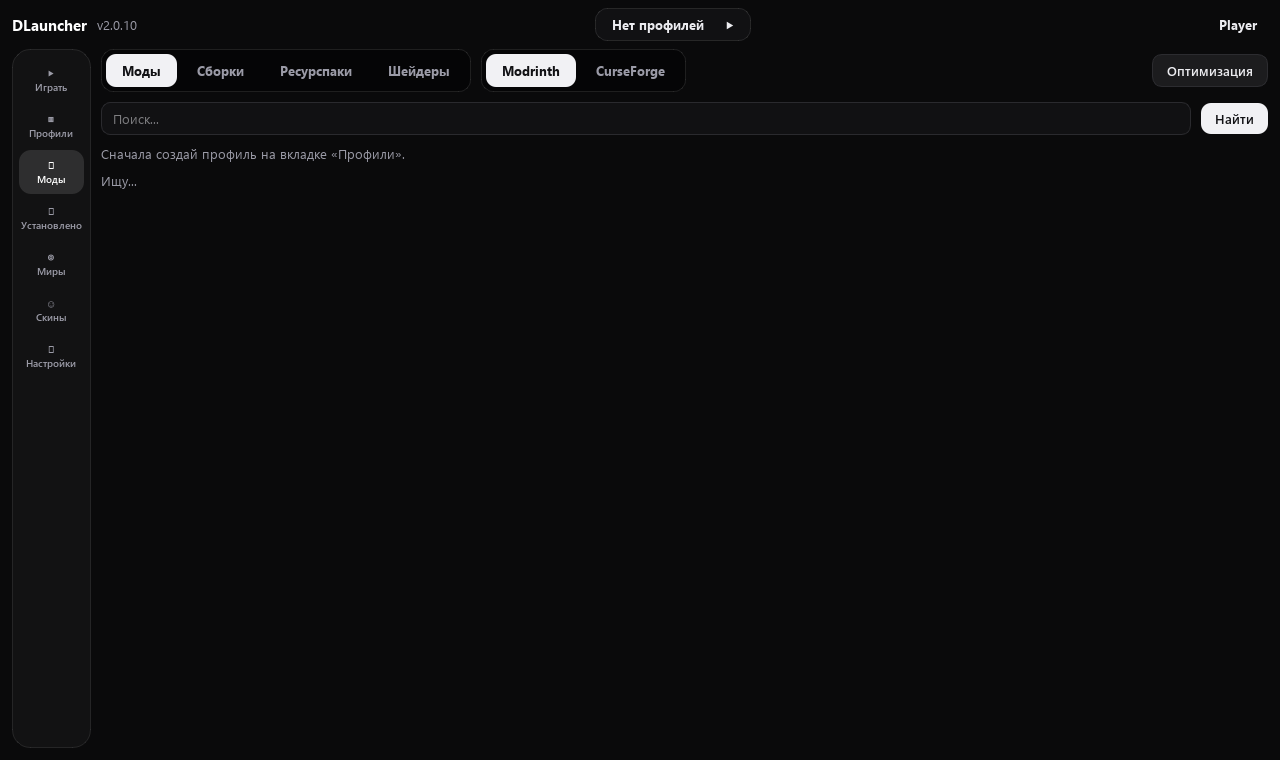 DLauncher v2.0.10
Нет профилей
Player
Играть
Профили
Моды
Установлено
Миры
Скины
Настройки
Моды Сборки Ресурспаки Шейдеры
Modrinth CurseForge
Оптимизация
Поиск...
Найти
Сначала создай профиль на вкладке «Профили».
Ищу...